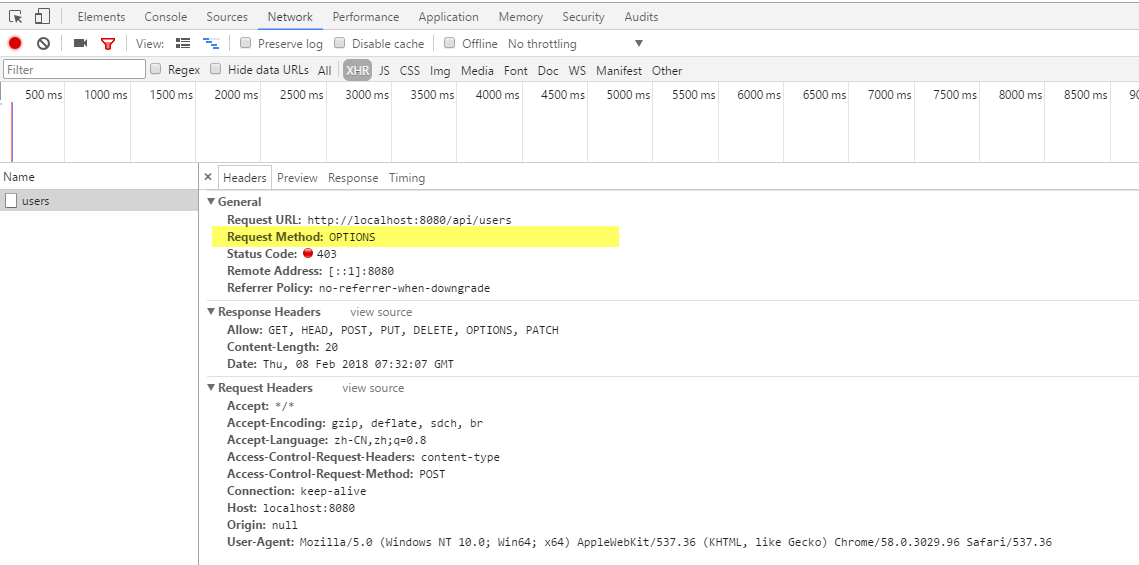 Elements Console Sources Network Performance Application Memory Security Audits
View: Preserve log Disable cache Offline No throttling
Filter Regex Hide data URLs All XHR JS CSS Img Media Font Doc WS Manifest Other
500 ms 1000 ms 1500 ms 2000 ms 2500 ms 3000 ms 3500 ms 4000 ms 4500 ms 5000 ms 5500 ms 6000 ms 6500 ms 7000 ms 7500 ms 8000 ms 8500 ms 90
Name
users
× Headers Preview Response Timing
General
Request URL: http://localhost:8080/api/users
Request Method: OPTIONS
Status Code: 403
Remote Address: [::1]:8080
Referrer Policy: no-referrer-when-downgrade
Response Headers view source
Allow: GET, HEAD, POST, PUT, DELETE, OPTIONS, PATCH
Content-Length: 20
Date: Thu, 08 Feb 2018 07:32:07 GMT
Request Headers view source
Accept: */*
Accept-Encoding: gzip, deflate, sdch, br
Accept-Language: zh-CN,zh;q=0.8
Access-Control-Request-Headers: content-type
Access-Control-Request-Method: POST
Connection: keep-alive
Host: localhost:8080
Origin: null
User-Agent: Mozilla/5.0 (Windows NT 10.0; Win64; x64) AppleWebKit/537.36 (KHTML, like Gecko) Chrome/58.0.3029.96 Safari/537.36